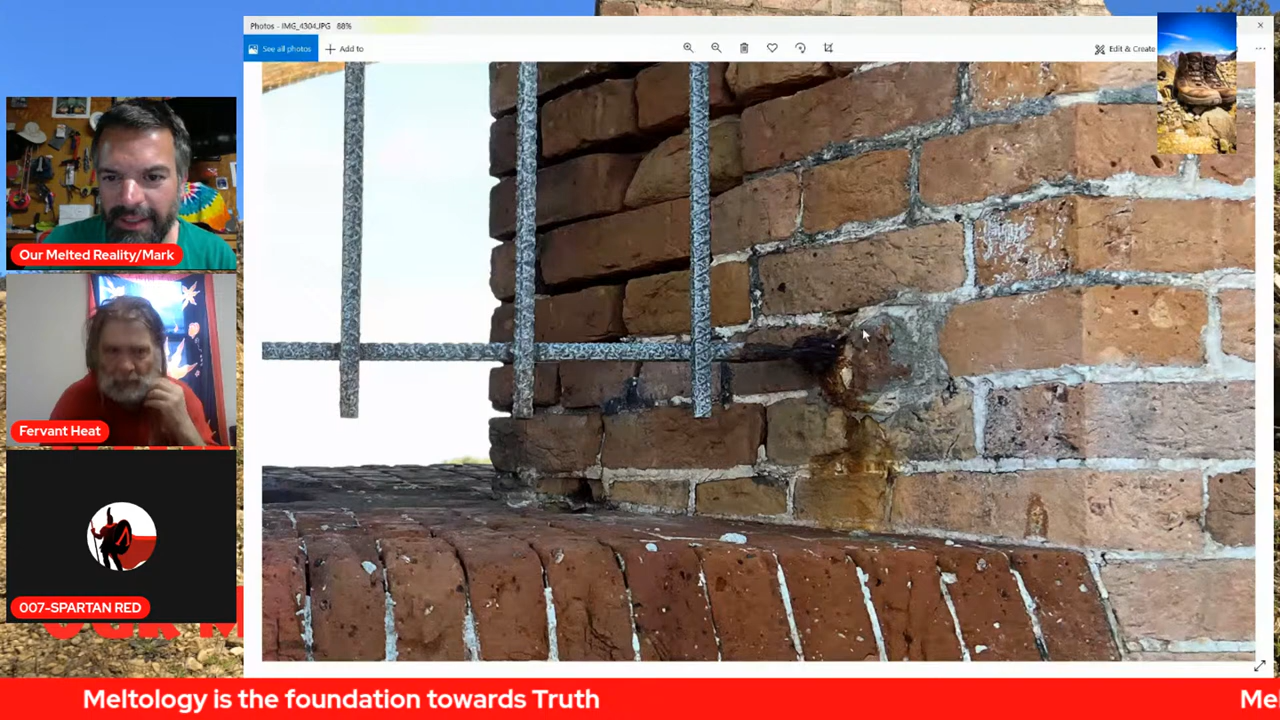 Photos - IMG_4304.JPG 88%
See all photos
Add to
Edit & Create
Our Melted Reality/Mark
Fervant Heat
007-SPARTAN RED
Meltology is the foundation towards Truth
Me